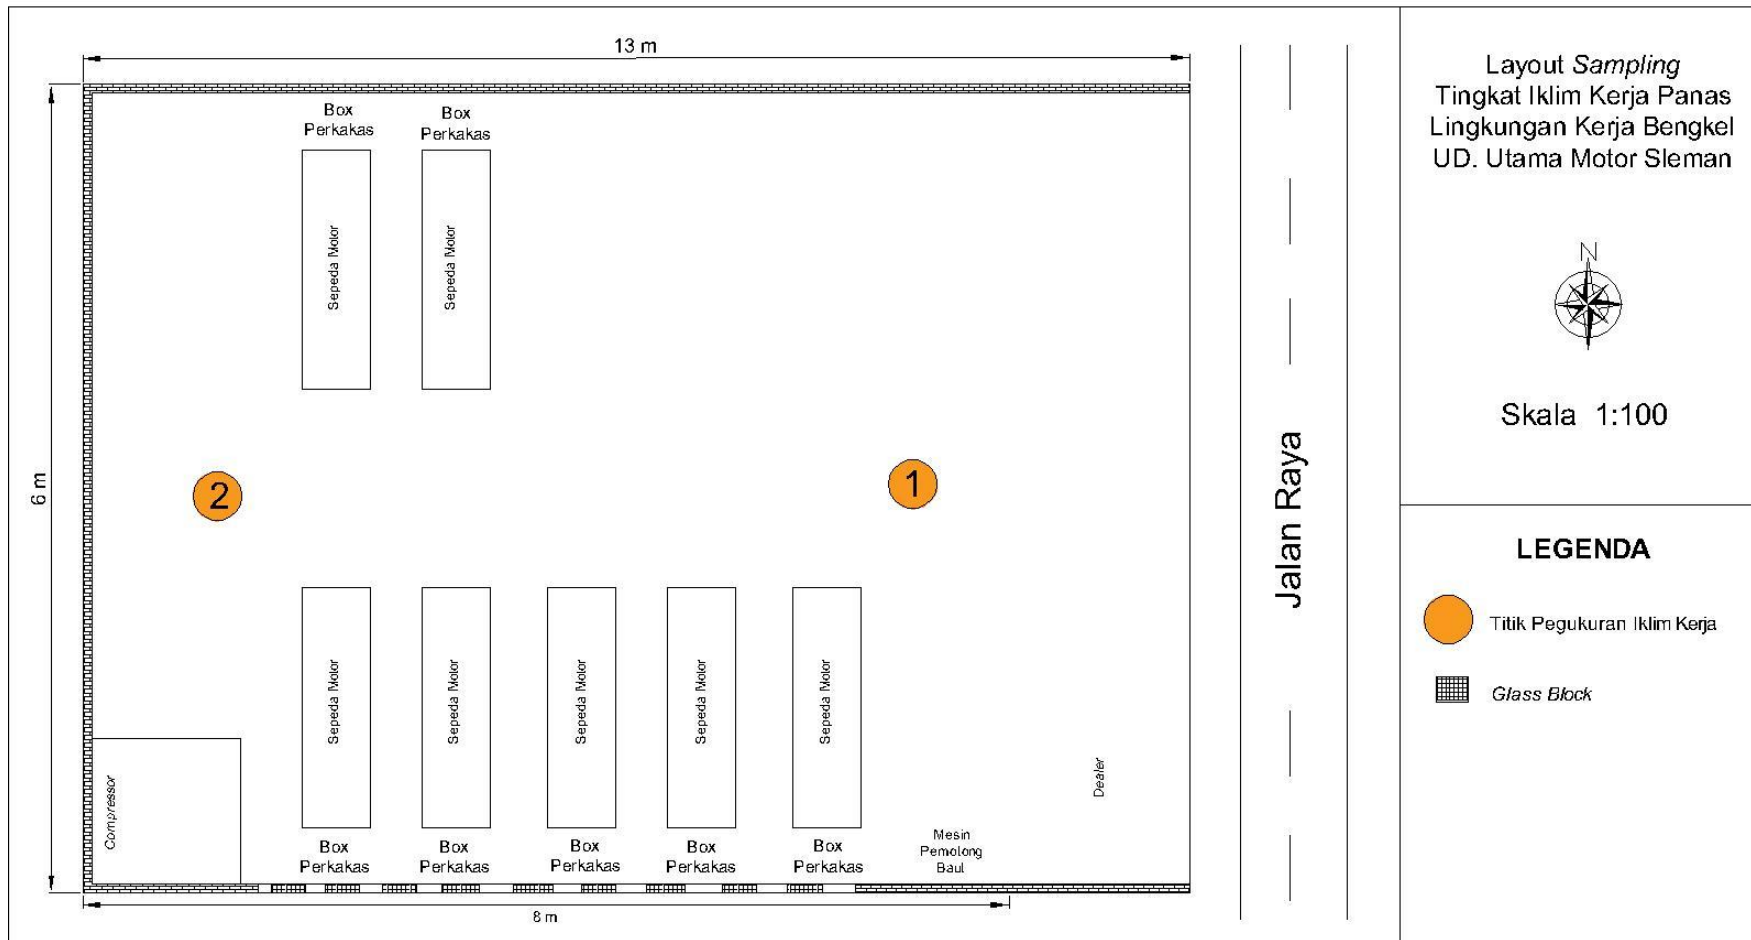 13 m
6 m
Box
Perkakas
Box
Perkakas
Sepeda Motor
Sepeda Motor
2
1
Sepeda Motor
Sepeda Motor
Sepeda Motor
Sepeda Motor
Sepeda Motor
Compressor
Box
Perkakas
Box
Perkakas
Box
Perkakas
Box
Perkakas
Box
Perkakas
Mesin
Pemotong
Baut
Dealer
8 m
Jalan Raya
Layout Sampling
Tingkat Iklim Kerja Panas
Lingkungan Kerja Bengkel
UD. Utama Motor Sleman
N
Skala 1:100
LEGENDA
Titik Pegukuran Iklim Kerja
Glass Block